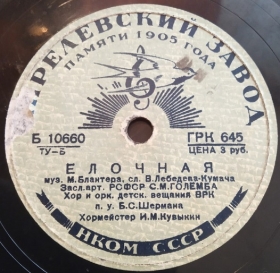 АПРЕЛЕВСКИЙ ЗАВОД
ПАМЯТИ 1905 ГОДА
Б 10660
ГРК 645
ТУ-Б
ЦЕНА 3 руб.
ЕЛОЧНАЯ
муз. М.Блантера, сл. В.Лебедева-Кумача
Засл.арт. РСФСР С.М.ГОЛЕМБА
Хор и орк. детск. вещания ВРК
п. у. Б.С.Шермана
Хормейстер И.М.Кувыкин
НКОМ СССР